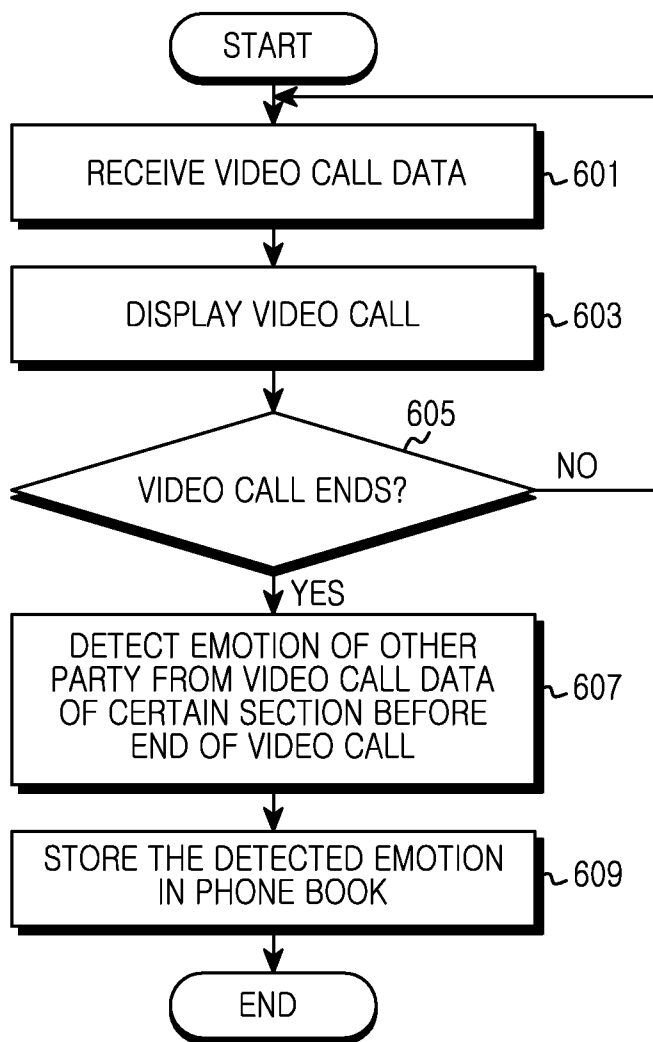 START
RECEIVE VIDEO CALL DATA
601
DISPLAY VIDEO CALL
603
605
VIDEO CALL ENDS?
NO
YES
DETECT EMOTION OF OTHER
PARTY FROM VIDEO CALL DATA
OF CERTAIN SECTION BEFORE
END OF VIDEO CALL
607
STORE THE DETECTED EMOTION
IN PHONE BOOK
609
END